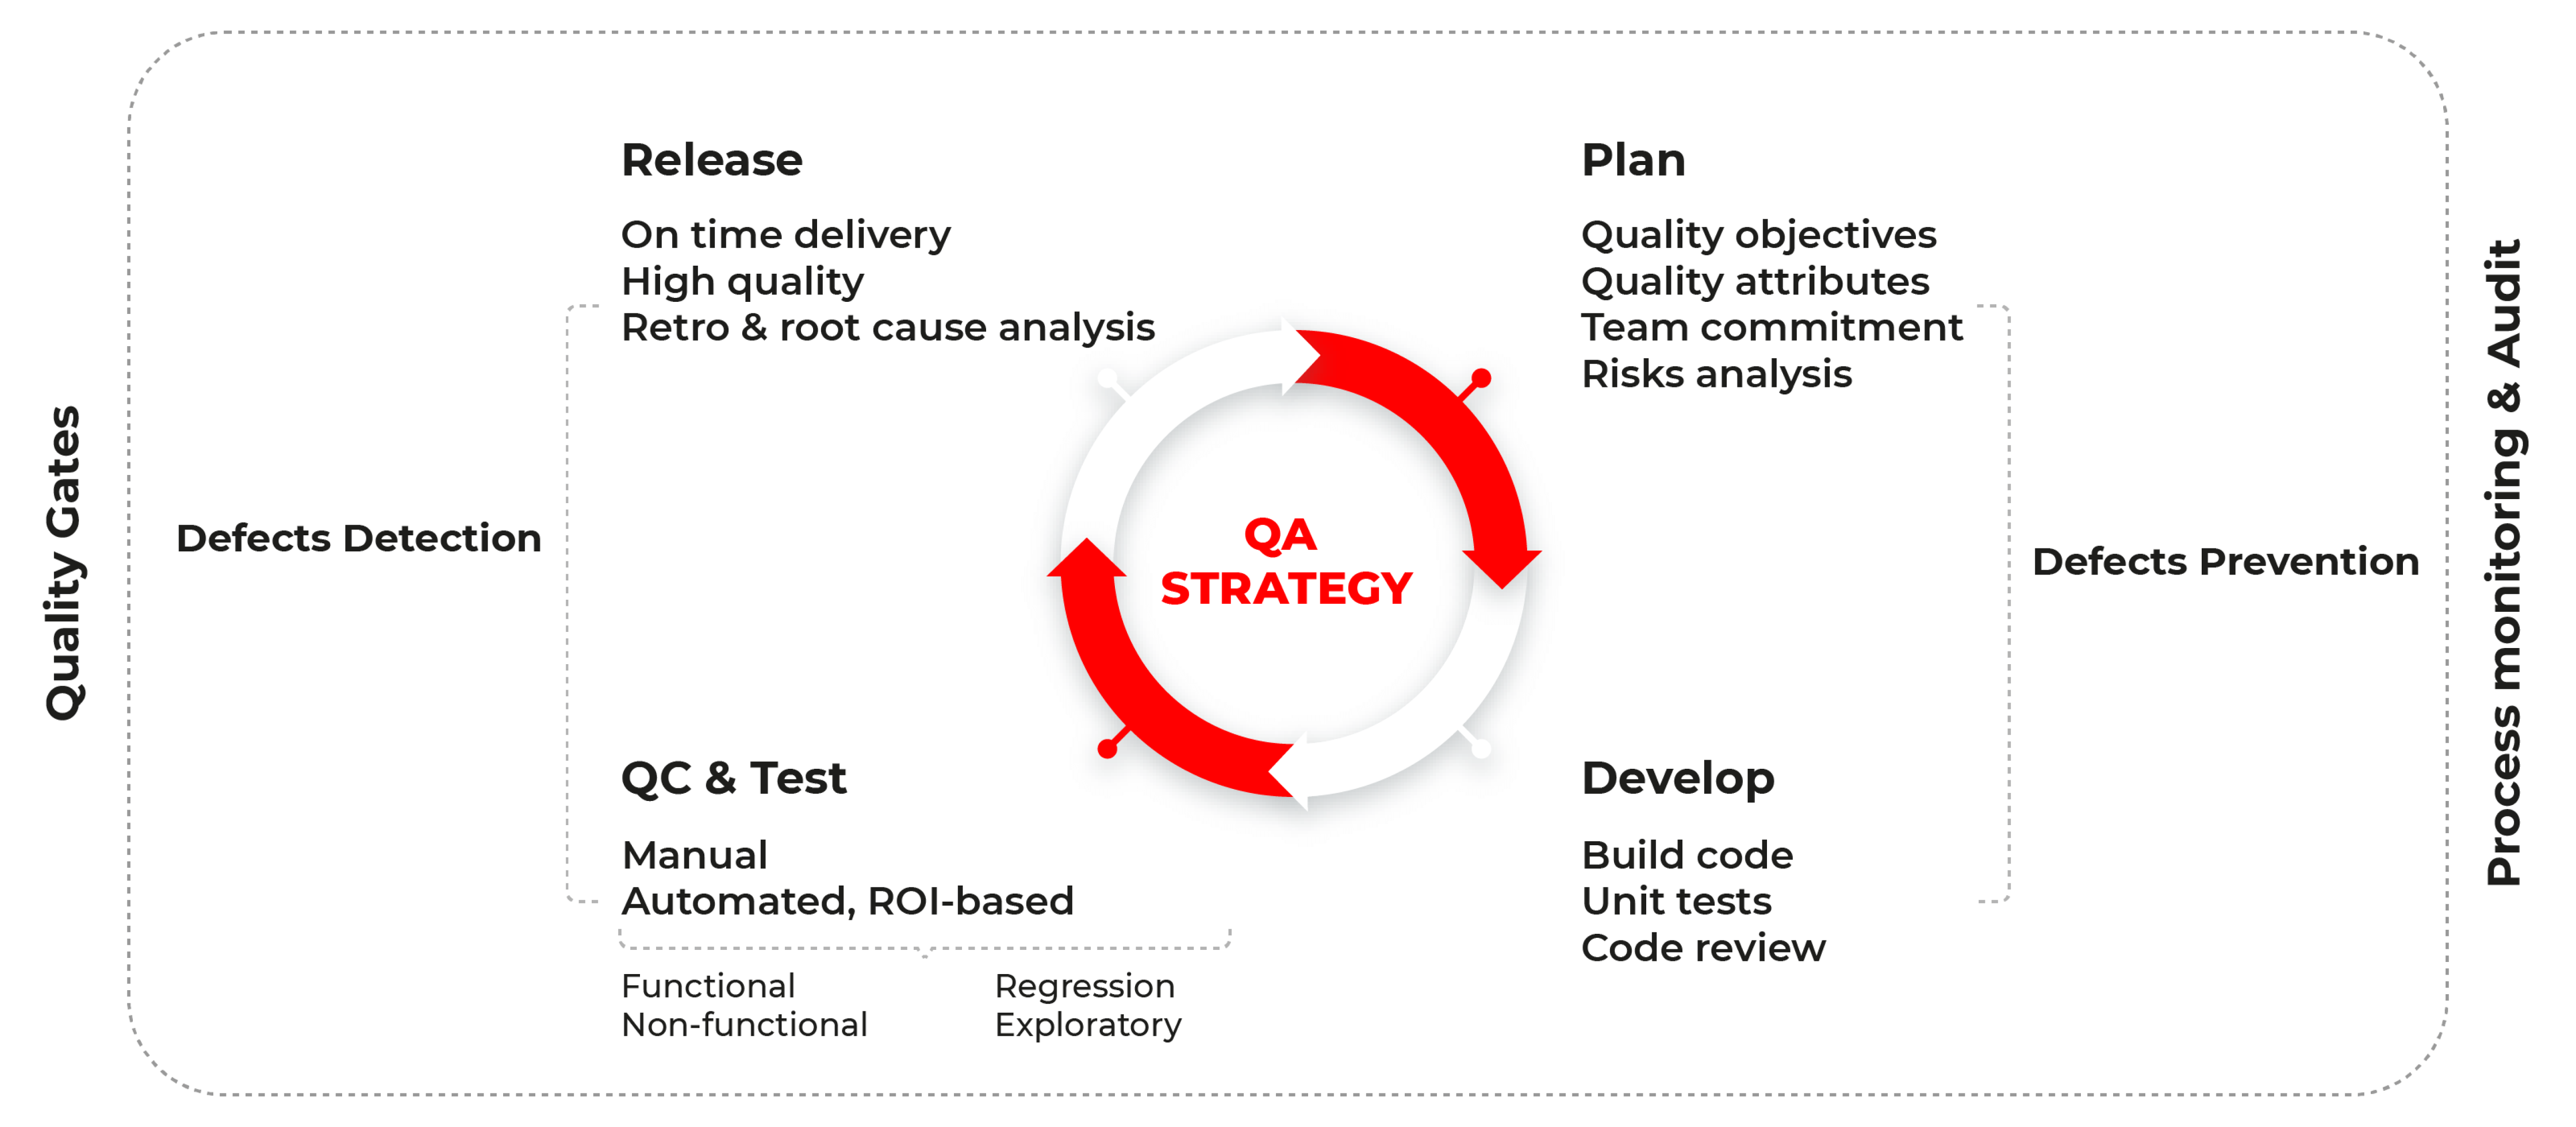 Quality Gates
Defects Detection
Release
On time delivery
High quality
Retro & root cause analysis
QC & Test
Manual
Automated, ROI-based
Functional
Non-functional
Regression
Exploratory
QA
STRATEGY
Plan
Quality objectives
Quality attributes
Team commitment
Risks analysis
Develop
Build code
Unit tests
Code review
Defects Prevention
Process monitoring & Audit